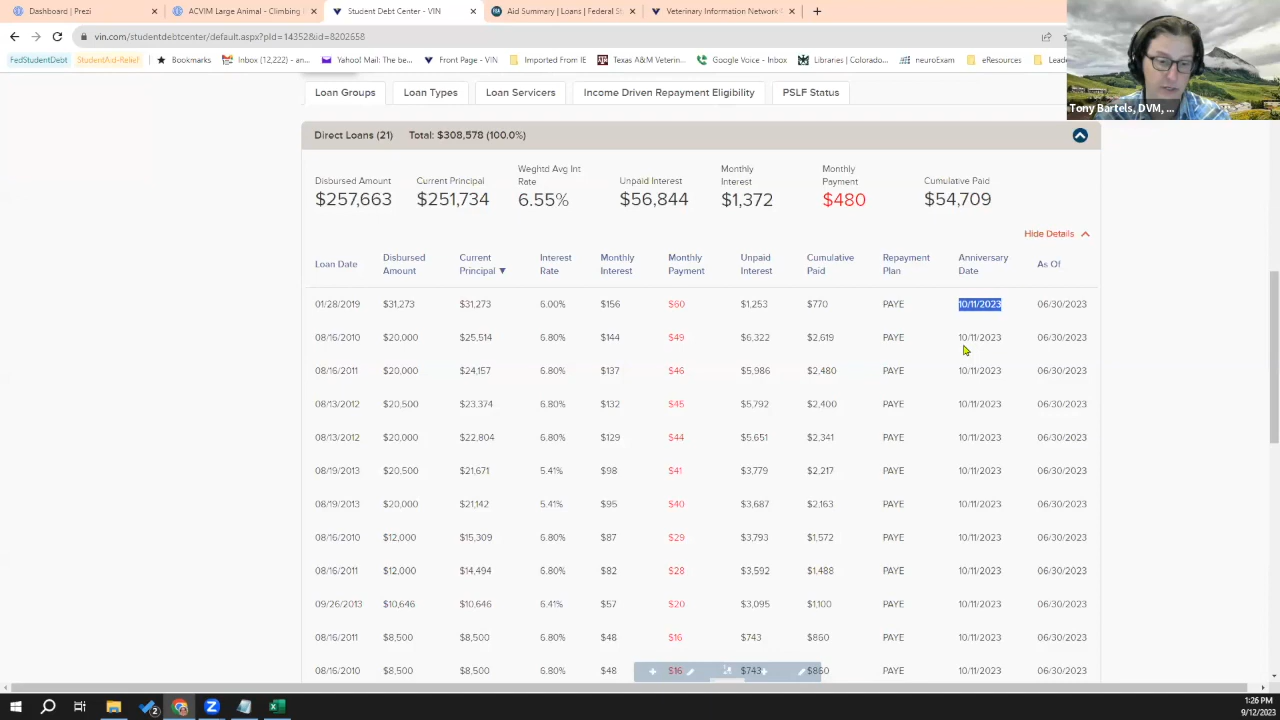 Dashboard | Prezi
ACVIM Large Animal - Climbing
Student Debt Center - VIN
Aid Summary | Loans | Federal St
Veterinary Information Network
vin.com/studentdebtcenter/default.aspx?pId=14352&id=8202658
FedStudentDebt StudentAid-Relief Bookmarks Inbox (12,222) - an... Yahoo! Mail: The be... Front Page - VIN Imported From IE Texas A&M Veterin... Google Voice - Inbox Libraries | Colorado... neuroExam eResources
Tony Bartels, DVM, ...
Loan Groups Loan Types Loan Servicers Income Driven Repayment Eligibility PSLF Status
Direct Loans (21) Total: $308,578 (100.0%)
Disbursed Amount Current Principal Weightd Avg Int Rate Unpaid Interest Monthly Interest Monthly Payment Cumulative Paid
$257,663 $251,734 6.55% $56,844 $1,372 $480 $54,709
Hide Details
Loan Date Disbursed Amount Current Principal Interest Rate Monthly Interest Monthly Payment Unpaid Interest Cumulative Paid Repayment Plan Anniversary Date As Of
01/28/2019 $31,273 $31,273 6.00% $156 $60 $1,253 $770 PAYE 10/11/2023 06/30/2023
08/16/2010 $20,000 $25,514 6.80% $144 $49 $6,322 $2,619 PAYE 10/11/2023 06/30/2023
08/16/2011 $20,000 $24,157 6.80% $137 $46 $5,986 $2,480 PAYE 10/11/2023 06/30/2023
08/13/2012 $20,500 $23,374 6.80% $132 $45 $5,792 $2,400 PAYE 10/11/2023 06/30/2023
08/13/2012 $20,000 $22,804 6.80% $129 $44 $5,651 $2,341 PAYE 10/11/2023 06/30/2023
08/19/2013 $20,500 $21,671 5.41% $98 $41 $3,779 $2,217 PAYE 10/11/2023 06/30/2023
08/19/2013 $20,000 $21,142 5.41% $95 $40 $3,687 $2,163 PAYE 10/11/2023 06/30/2023
08/16/2010 $12,000 $15,309 6.80% $87 $29 $3,793 $1,572 PAYE 10/11/2023 06/30/2023
08/16/2011 $12,000 $14,494 6.80% $82 $28 $3,592 $1,488 PAYE 10/11/2023 06/30/2023
09/26/2013 $10,646 $10,646 6.41% $57 $20 $3,095 $1,100 PAYE 10/11/2023 06/30/2023
08/16/2011 $8,500 $8,500 6.80% $48 $16 $743 $860 PAYE 10/11/2023 06/30/2023
08/16/2010 $8,500 $8,500 6.80% $48 $16 $743 $860 PAYE 10/11/2023 06/30/2023
1:26 PM
9/12/2023